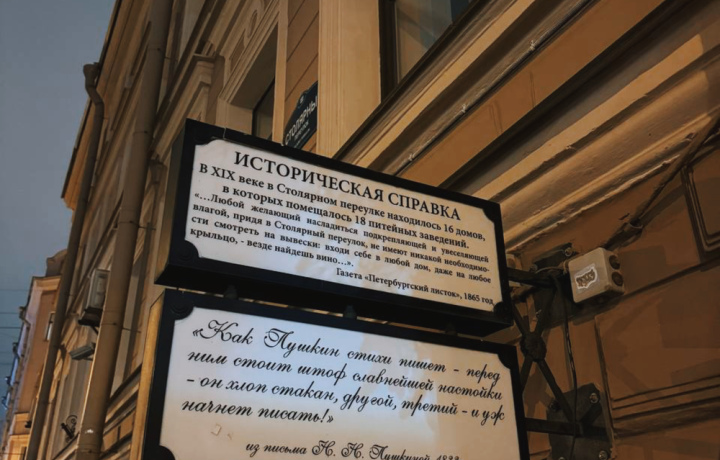 СТОЛЯРНЫ
ИСТОРИЧЕСКАЯ СПРАВКА
В XIX веке в Столярном переулке находилось 16 домов,
в которых помещалось 18 питейных заведений.
«...Любой желающий насладиться подкрепляющей и увеселяющей
влагой, придя в Столярный переулок, не имеют никакой необходимо-
сти смотреть на вывески: входи себе в любой дом, даже на любое
крыльцо, - везде найдешь вино...».
Газета «Петербургский листок», 1865 год
«Как Пушкин стихи пишет - перед
ним стоит штоф славнейшей настойки
- он хлоп стакан, другой, третий - и уж
начнет писать!»
из письма Н. Н. Пушкиной,